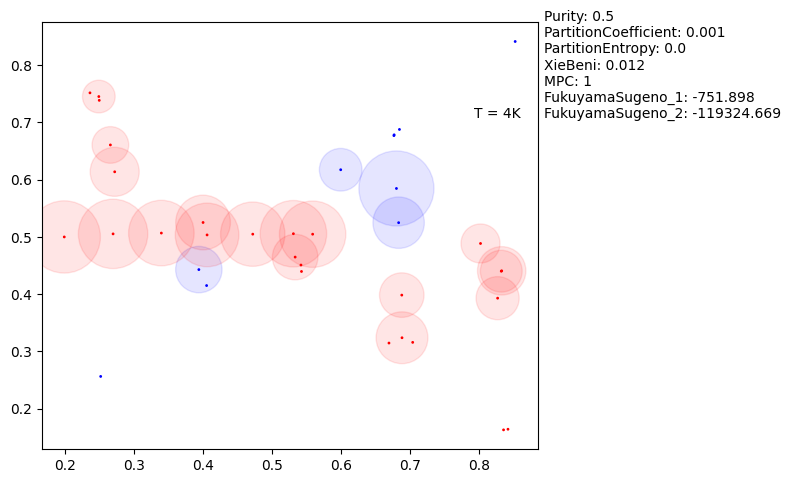 Purity: 0.5
PartitionCoefficient: 0.001
PartitionEntropy: 0.0
XieBeni: 0.012
MPC: 1
FukuyamaSugeno_1: -751.898
FukuyamaSugeno_2: -119324.669
T = 4K
0.8
0.7
0.6
0.5
0.4
0.3
0.2
0.2 0.3 0.4 0.5 0.6 0.7 0.8